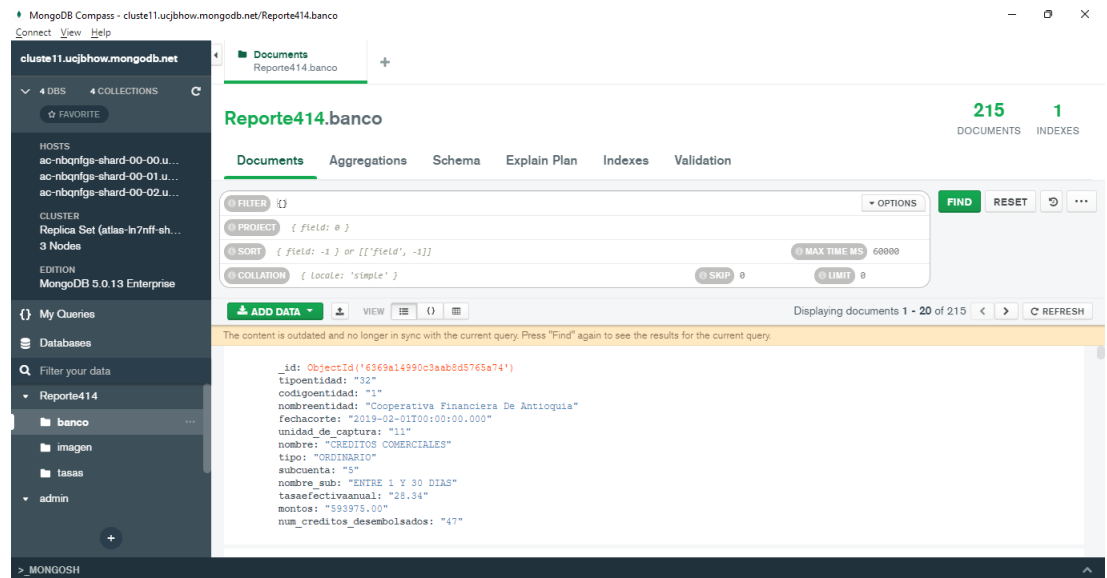 MongoDB Compass - cluste11.ucjbhow.mongodb.net/Reporte414.banco
Connect View Help
cluste11.ucjbhow.mongodb.net
4 DBS 4 COLLECTIONS
FAVORITE
HOSTS
ac-nbqnfgs-shard-00-00.u...
ac-nbqnfgs-shard-00-01.u...
ac-nbqnfgs-shard-00-02.u...
CLUSTER
Replica Set (atlas-ln7nff-sh...
3 Nodes
EDITION
MongoDB 5.0.13 Enterprise
{} My Queries
Databases
Filter your data
Reporte414
banco ...
imagen
tasas
admin
+
>_MONGOSH
Documents
Reporte414.banco
+
Reporte414.banco
215 DOCUMENTS
1 INDEXES
Documents Aggregations Schema Explain Plan Indexes Validation
FILTER {} OPTIONS FIND RESET ...
PROJECT { field: 0 }
SORT { field: -1 } or [['field', -1]] MAX TIME MS 60000
COLLATION { locale: 'simple' } SKIP 0 LIMIT 0
ADD DATA VIEW {} Displaying documents 1 - 20 of 215 < > REFRESH
The content is outdated and no longer in sync with the current query. Press "Find" again to see the results for the current query.
_id: ObjectId('6369a14990c3aab8d5765a74')
tipoentidad: "32"
codigoentidad: "1"
nombreentidad: "Cooperativa Financiera De Antioquia"
fechacorte: "2019-02-01T00:00:00.000"
unidad_de_captura: "11"
nombre: "CREDITOS COMERCIALES"
tipo: "ORDINARIO"
subcuenta: "5"
nombre_sub: "ENTRE 1 Y 30 DIAS"
tasaefectivaanual: "28.34"
montos: "593975.00"
num_creditos_desembolsados: "47"